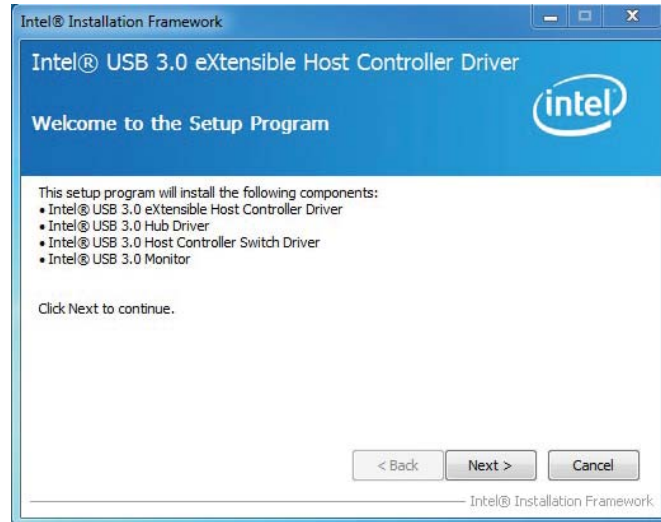 Intel® Installation Framework
Intel® USB 3.0 eXtensible Host Controller Driver
intel
Welcome to the Setup Program
This setup program will install the following components:
• Intel® USB 3.0 eXtensible Host Controller Driver
• Intel® USB 3.0 Hub Driver
• Intel® USB 3.0 Host Controller Switch Driver
• Intel® USB 3.0 Monitor
Click Next to continue.
< Back Next > Cancel
Intel® Installation Framework